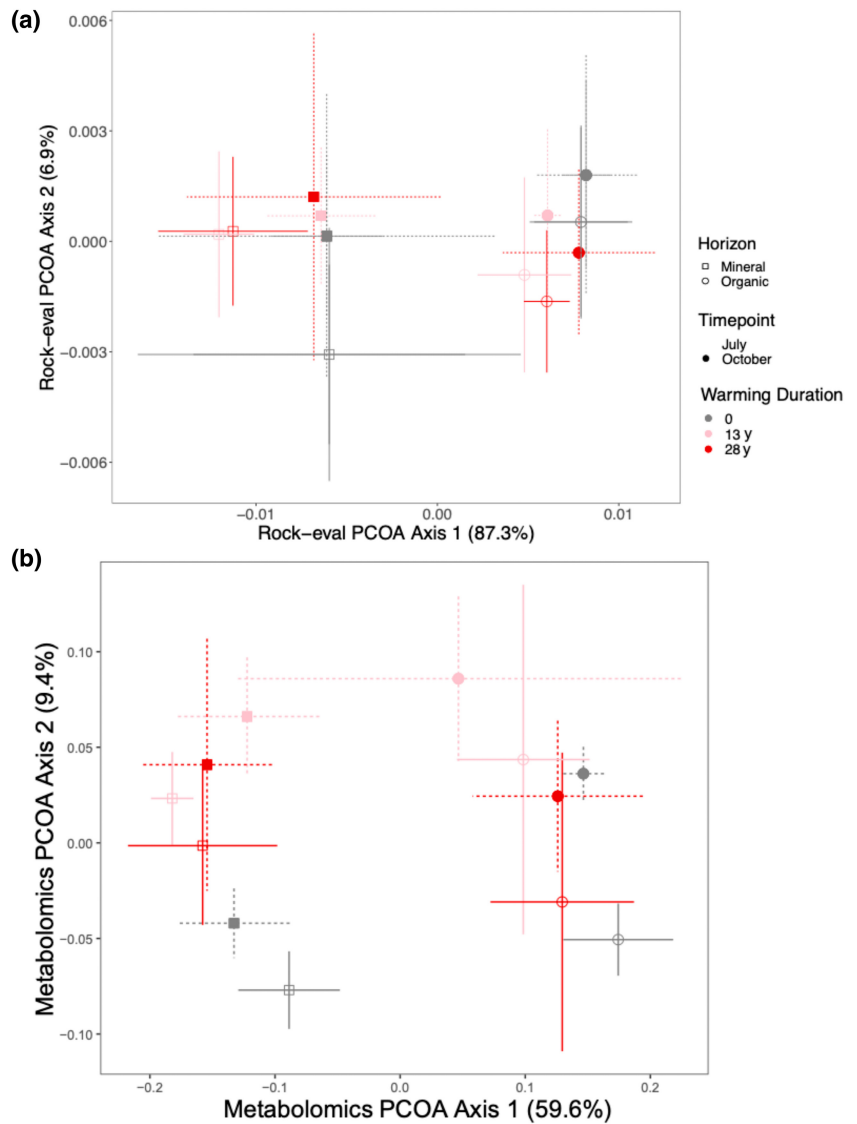 (a)
0.006
0.003
0.000
−0.003
−0.006
Rock−eval PCOA Axis 2 (6.9%)
−0.01
0.00
0.01
Rock−eval PCOA Axis 1 (87.3%)
Horizon
Mineral
Organic
Timepoint
July
October
Warming Duration
0
13 y
28 y
(b)
0.10
0.05
0.00
−0.05
−0.10
Metabolomics PCOA Axis 2 (9.4%)
−0.2
−0.1
0.0
0.1
0.2
Metabolomics PCOA Axis 1 (59.6%)